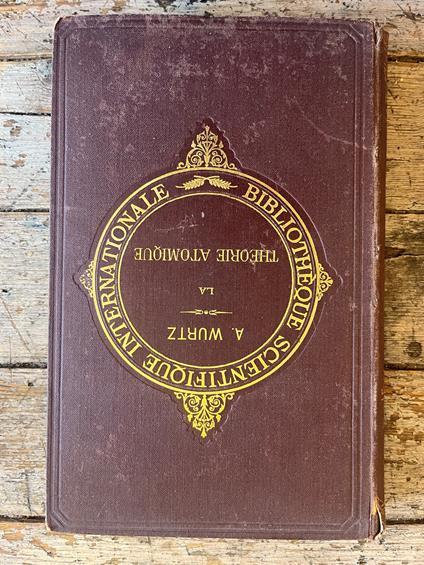 BIBLIOTHÈQUE SCIENTIFIQUE INTERNATIONALE
A. WURTZ
LA
THÉORIE ATOMIQUE